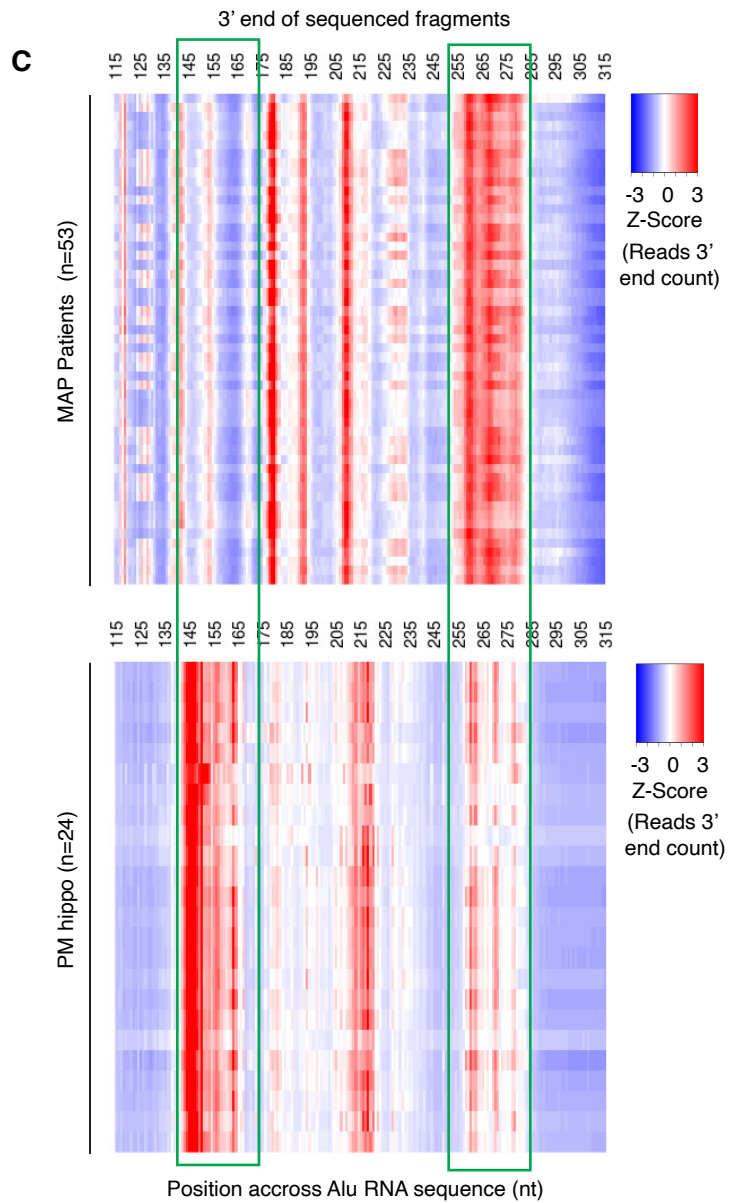 3’ end of sequenced fragments
C
115 125 135 145 155 165 175 185 195 205 215 225 235 245 255 265 275 285 295 305 315
MAP Patients (n=53)
-3 0 3
Z-Score
(Reads 3’
end count)
115 125 135 145 155 165 175 185 195 205 215 225 235 245 255 265 275 285 295 305 315
PM hippo (n=24)
-3 0 3
Z-Score
(Reads 3’
end count)
Position accross Alu RNA sequence (nt)